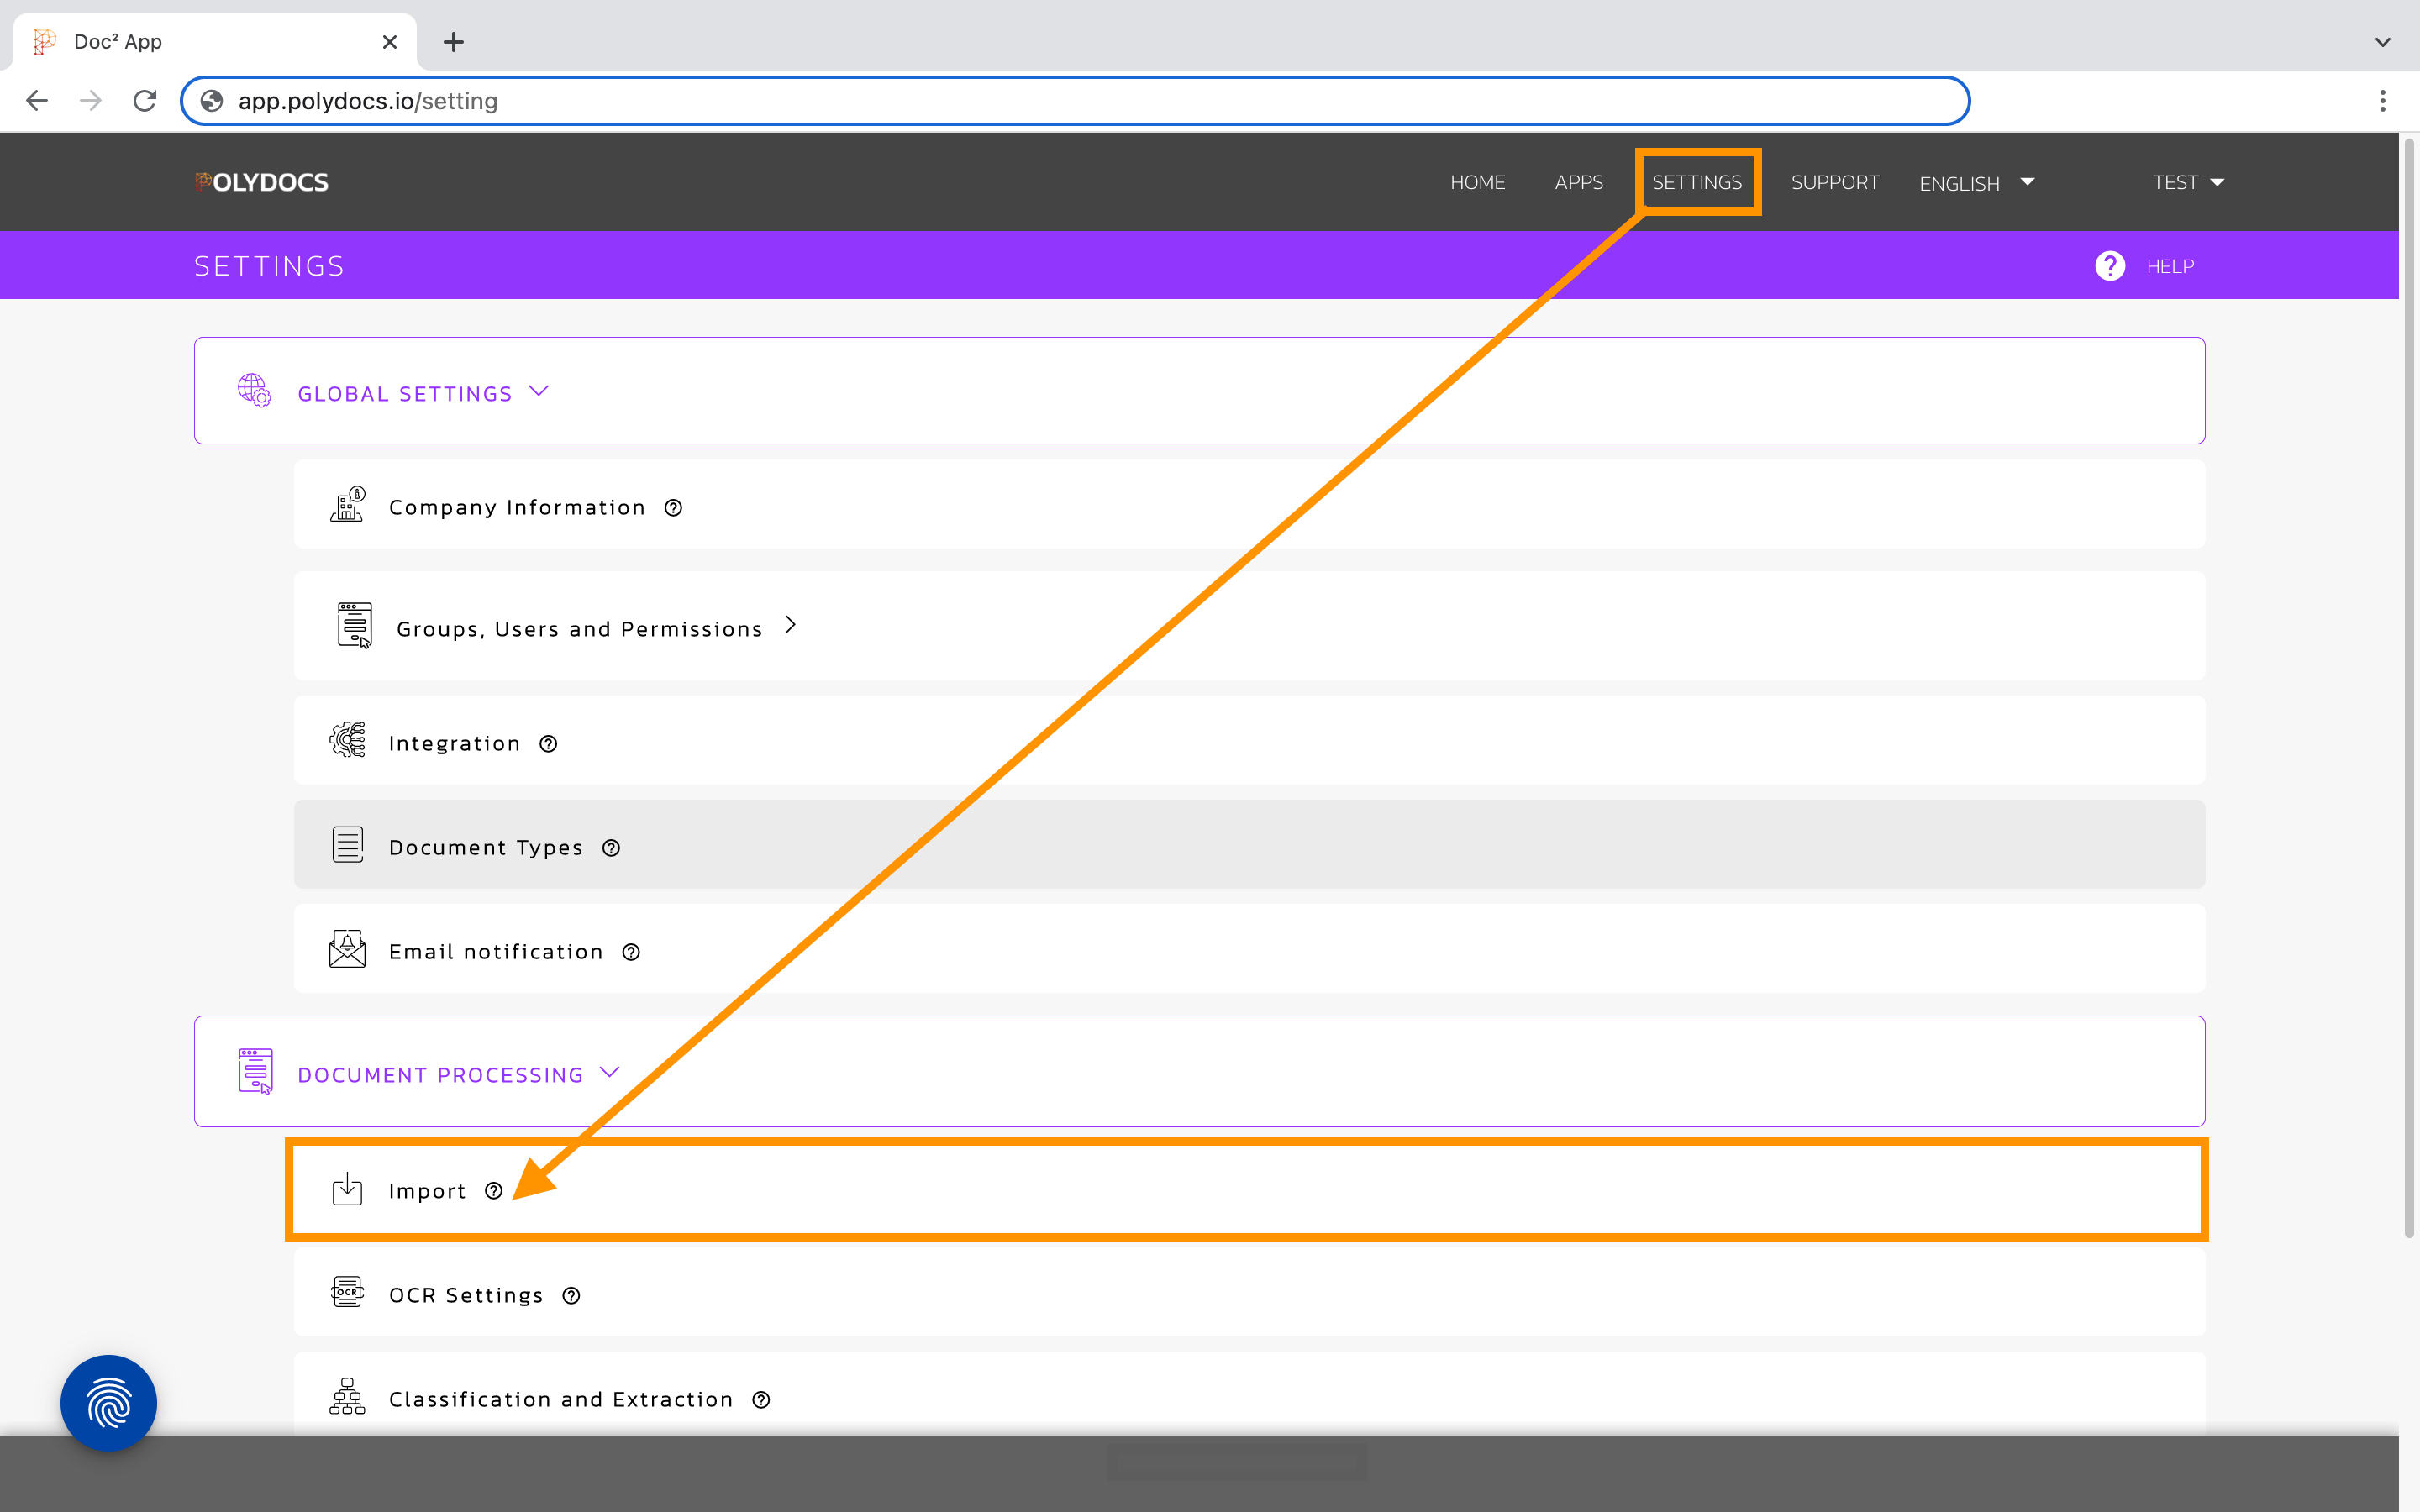 Doc² App
app.polydocs.io/setting
POLYDOCS
HOME APPS SETTINGS SUPPORT ENGLISH TEST
SETTINGS
HELP
GLOBAL SETTINGS
Company Information
Groups, Users and Permissions
Integration
Document Types
Email notification
DOCUMENT PROCESSING
Import
OCR
OCR Settings
Classification and Extraction